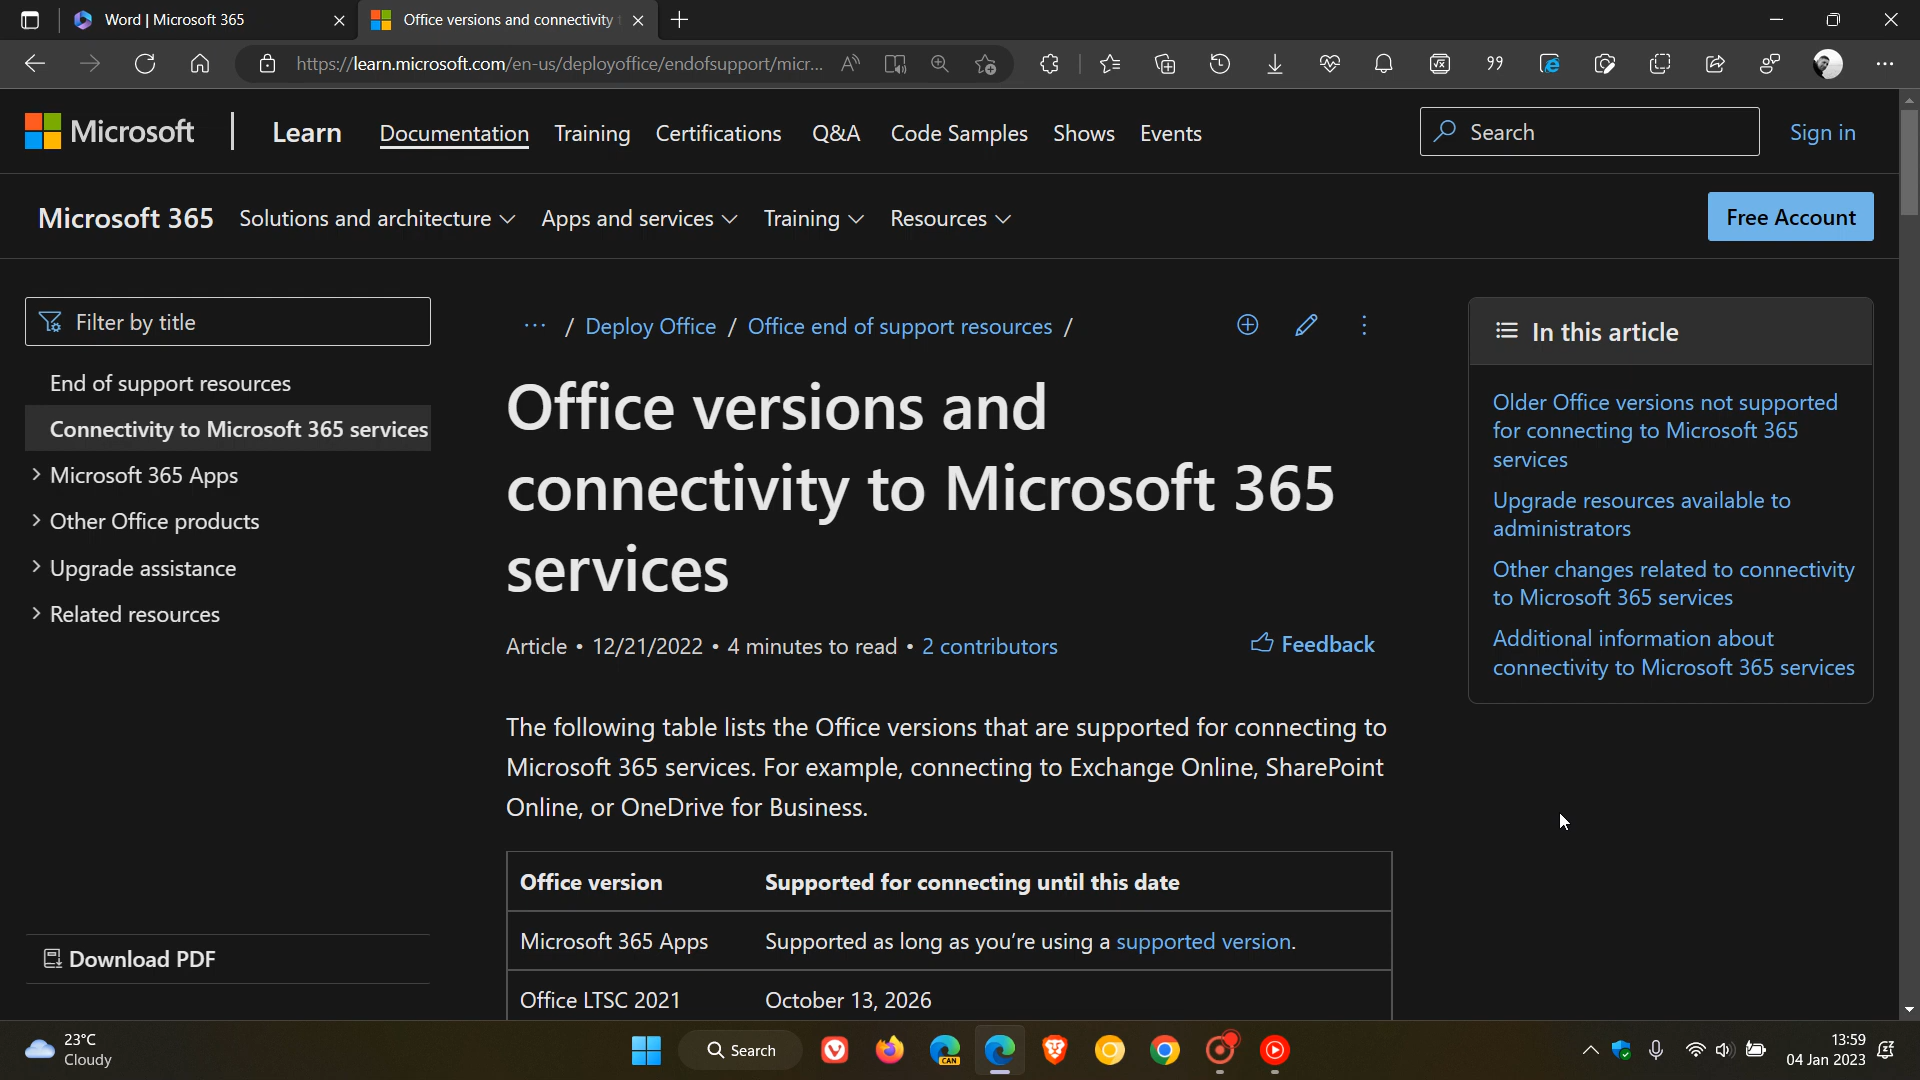 Word | Microsoft 365
Office versions and connectivity
https://learn.microsoft.com/en-us/deployoffice/endofsupport/micr...
Microsoft
Learn
Documentation
Training
Certifications
Q&A
Code Samples
Shows
Events
Search
Sign in
Microsoft 365
Solutions and architecture
Apps and services
Training
Resources
Free Account
Filter by title
End of support resources
Connectivity to Microsoft 365 services
Microsoft 365 Apps
Other Office products
Upgrade assistance
Related resources
Download PDF
··· / Deploy Office / Office end of support resources /
Office versions and
connectivity to Microsoft 365
services
Article • 12/21/2022 • 4 minutes to read • 2 contributors
Feedback
The following table lists the Office versions that are supported for connecting to
Microsoft 365 services. For example, connecting to Exchange Online, SharePoint
Online, or OneDrive for Business.
Office version
Supported for connecting until this date
Microsoft 365 Apps
Supported as long as you're using a supported version.
Office LTSC 2021
October 13, 2026
In this article
Older Office versions not supported
for connecting to Microsoft 365
services
Upgrade resources available to
administrators
Other changes related to connectivity
to Microsoft 365 services
Additional information about
connectivity to Microsoft 365 services
23°C
Cloudy
Search
CAN
13:59
04 Jan 2023